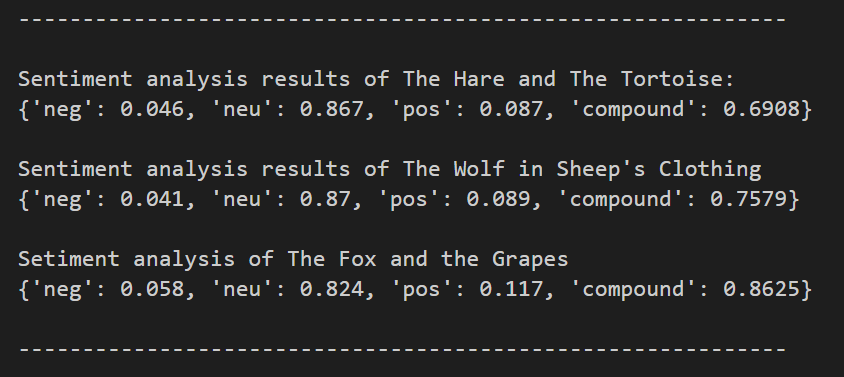 ------------------------------------------------------------
Sentiment analysis results of The Hare and The Tortoise:
{'neg': 0.046, 'neu': 0.867, 'pos': 0.087, 'compound': 0.6908}
Sentiment analysis results of The Wolf in Sheep's Clothing
{'neg': 0.041, 'neu': 0.87, 'pos': 0.089, 'compound': 0.7579}
Setiment analysis of The Fox and the Grapes
{'neg': 0.058, 'neu': 0.824, 'pos': 0.117, 'compound': 0.8625}
------------------------------------------------------------